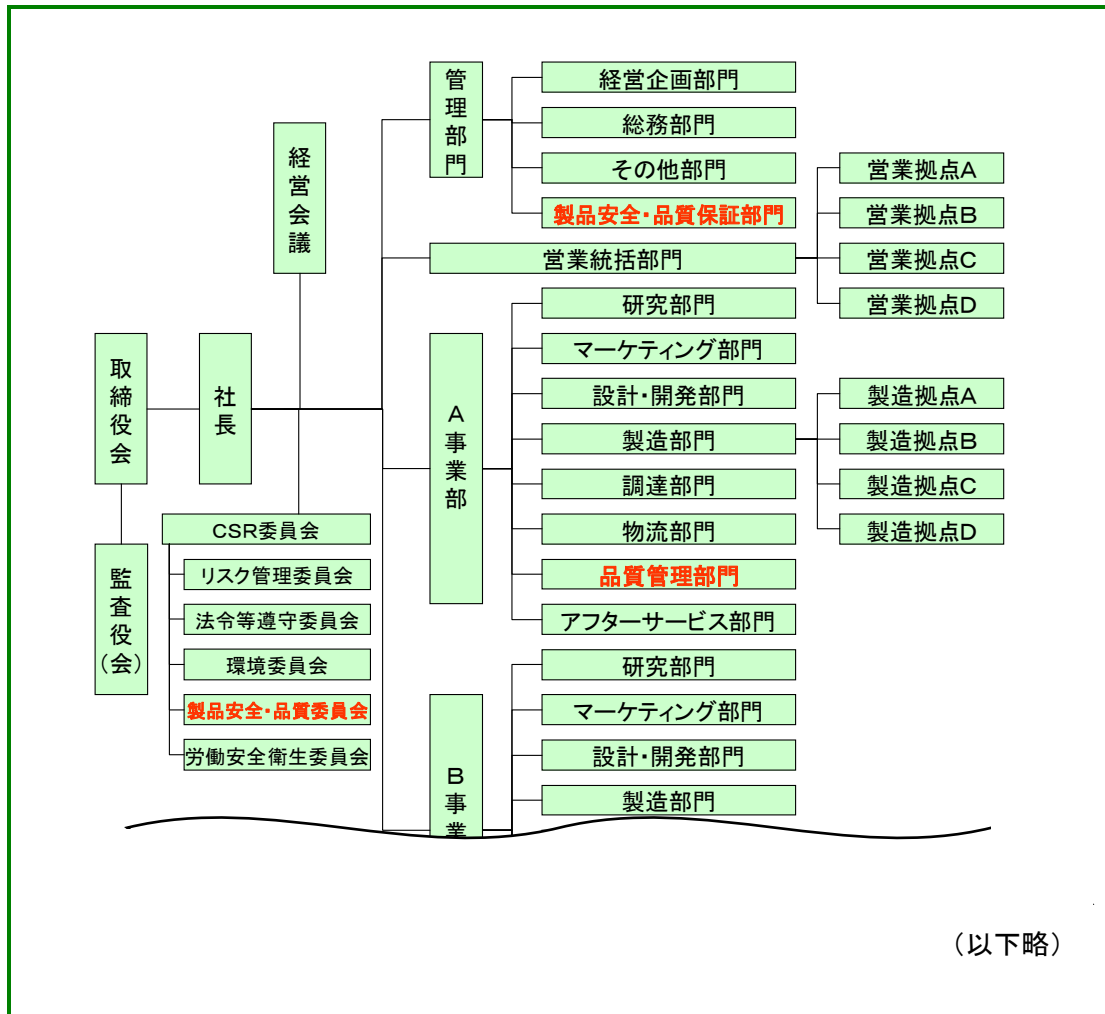 取締役会
監査役(会)
社長
経営会議
CSR委員会
リスク管理委員会
法令等遵守委員会
環境委員会
製品安全・品質委員会
労働安全衛生委員会
管理部門
経営企画部門
総務部門
その他部門
製品安全・品質保証部門
営業統括部門
営業拠点A
営業拠点B
営業拠点C
営業拠点D
A事業部
研究部門
マーケティング部門
設計・開発部門
製造部門
調達部門
物流部門
品質管理部門
アフターサービス部門
製造拠点A
製造拠点B
製造拠点C
製造拠点D
B事業
研究部門
マーケティング部門
設計・開発部門
製造部門
(以下略)